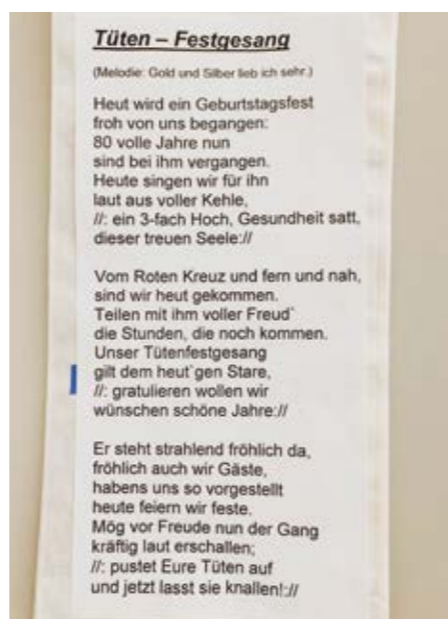 Tüten – Festgesang
(Melodie: Gold und Silber lieb ich sehr.)
Heut wird ein Geburtstagsfest
froh von uns begangen:
80 volle Jahre nun
sind bei ihm vergangen.
Heute singen wir für ihn
laut aus voller Kehle,
//: ein 3-fach Hoch, Gesundheit satt,
dieser treuen Seele://
Vom Roten Kreuz und fern und nah,
sind wir heut gekommen.
Teilen mit ihm voller Freud`
die Stunden, die noch kommen.
Unser Tütenfestgesang
gilt dem heut`gen Stare,
//: gratulieren wollen wir
wünschen schöne Jahre://
Er steht strahlend fröhlich da,
fröhlich auch wir Gäste,
habens uns so vorgestellt
heute feiern wir feste.
Mög vor Freude nun der Gang
kräftig laut erschallen;
//: pustet Eure Tüten auf
und jetzt lasst sie knallen!://